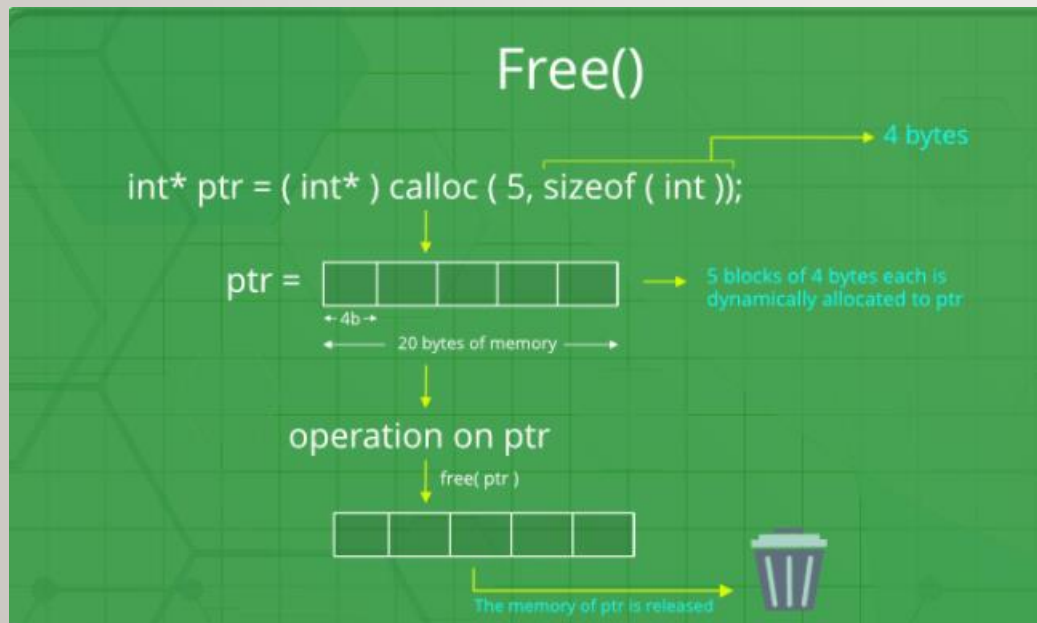 Free()
4 bytes
int* ptr = ( int* ) calloc ( 5, sizeof ( int ));
ptr =
5 blocks of 4 bytes each is
dynamically allocated to ptr
4b
20 bytes of memory
operation on ptr
free( ptr )
The memory of ptr is released